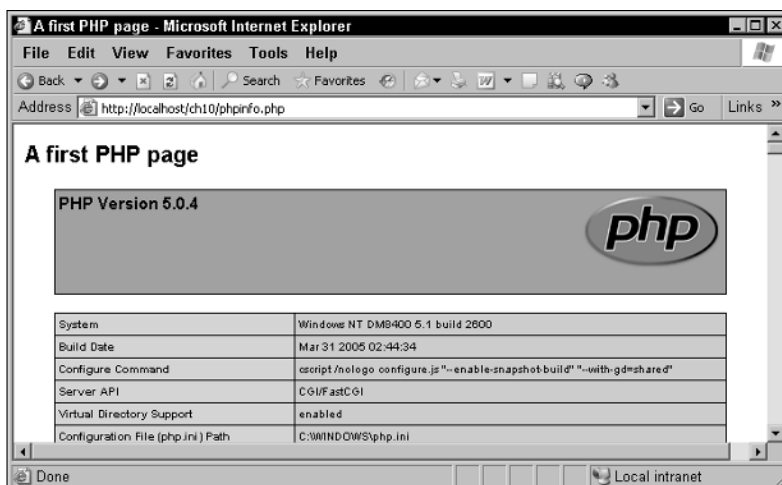 A first PHP page - Microsoft Internet Explorer
File Edit View Favorites Tools Help
Back Search Favorites
Address http://localhost/ch10/phpinfo.php Go Links »
A first PHP page
PHP Version 5.0.4
php
System Windows NT DM8400 5.1 build 2600
Build Date Mar 31 2005 02:44:34
Configure Command cscript /nologo configure.js "--enable-snapshot-build" "--with-gd=shared"
Server API CGI/FastCGI
Virtual Directory Support enabled
Configuration File (php.ini) Path C:\WINDOWS\php.ini
Done Local intranet